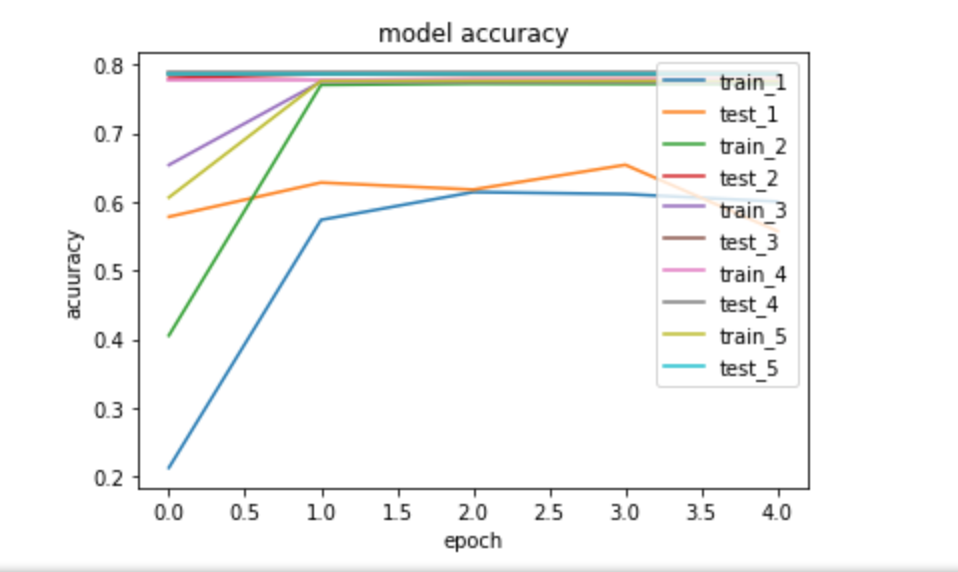 model accuracy
acuuracy
0.8
0.7
0.6
0.5
0.4
0.3
0.2
train_1
test_1
train_2
test_2
train_3
test_3
train_4
test_4
train_5
test_5
0.0 0.5 1.0 1.5 2.0 2.5 3.0 3.5 4.0
epoch